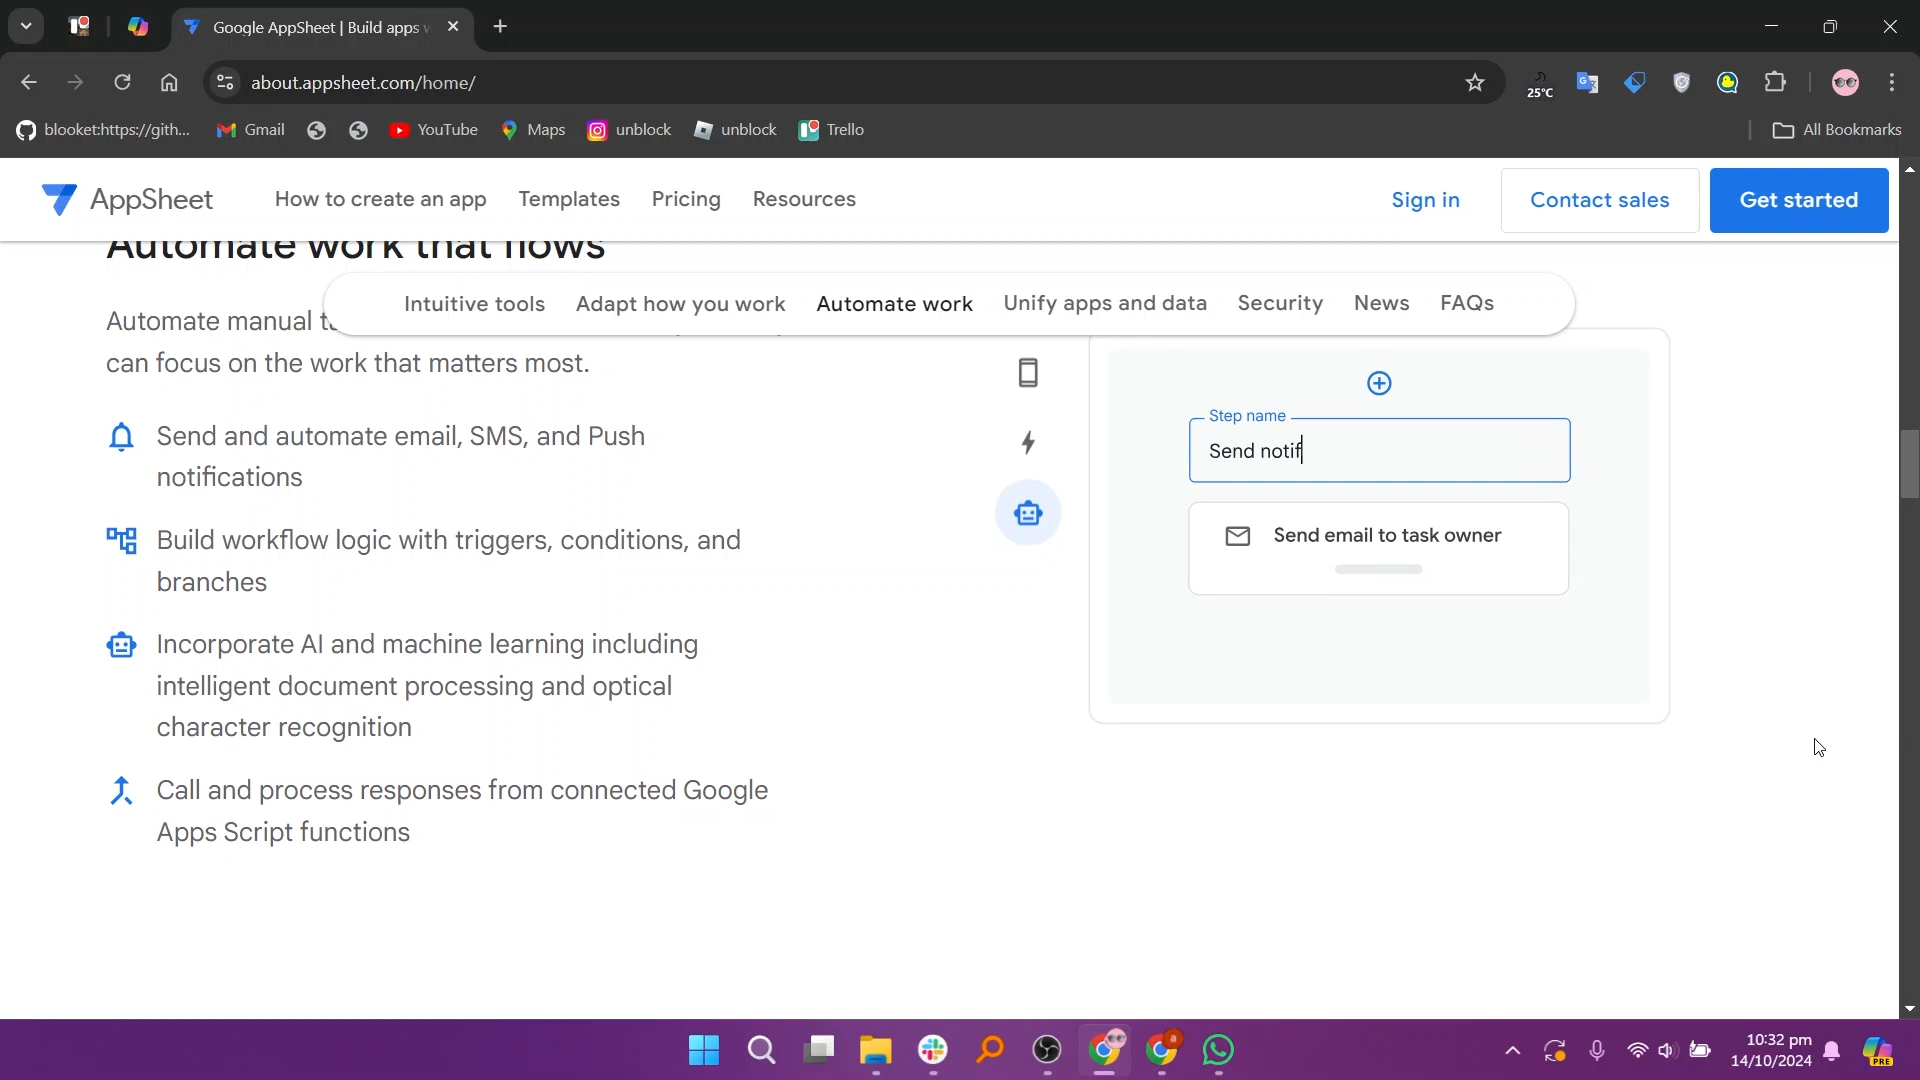 Google AppSheet | Build apps w
about.appsheet.com/home/
25°C
blooket:https://gith...
Gmail
YouTube
Maps
unblock
unblock
Trello
All Bookmarks
AppSheet
How to create an app
Templates
Pricing
Resources
Sign in
Contact sales
Get started
Automate work that flows
Intuitive tools
Adapt how you work
Automate work
Unify apps and data
Security
News
FAQs
Automate manual
can focus on the work that matters most.
Send and automate email, SMS, and Push
notifications
Build workflow logic with triggers, conditions, and
branches
Incorporate AI and machine learning including
intelligent document processing and optical
character recognition
Call and process responses from connected Google
Apps Script functions
Step name
Send notif
Send email to task owner
10:32 pm
14/10/2024
PRE